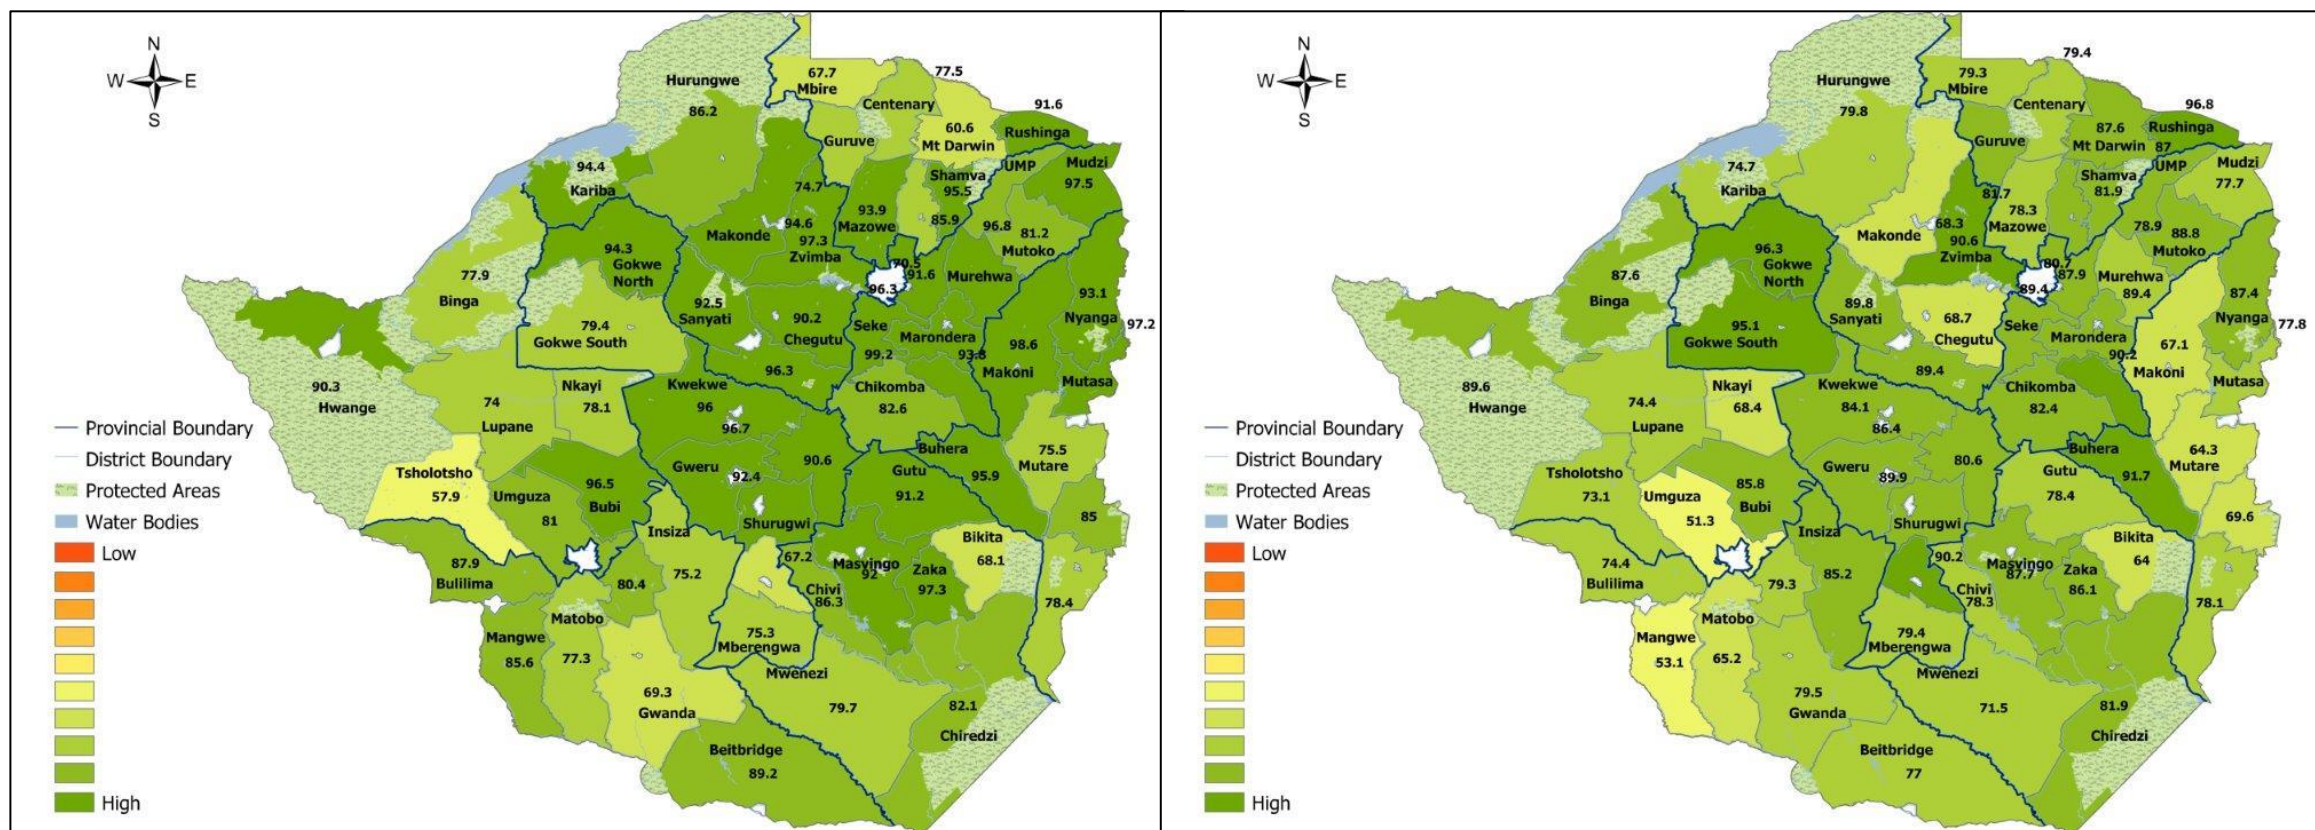 N
W E
S
67.7
Mbire
77.5
Hurungwe
86.2
Centenary
91.6
60.6
Mt Darwin
Rushinga
Guruve
UMP
Mudzi
97.5
94.4
Kariba
74.7
Shamva
95.5
93.9
Mazowe
85.9
96.8
81.2
Mutoko
94.6
Makonde
97.3
Zvimba
94.3
Gokwe
North
77.9
Binga
70.5
91.6
Murehwa
96.3
92.5
Sanyati
93.1
Nyanga
97.2
79.4
Gokwe South
90.2
Chegutu
Seke
Marondera
93.8
98.6
Makoni
99.2
96.3
Mutasa
90.3
Hwange
Nkayi
78.1
Kwekwe
96
Chikomba
82.6
74
Lupane
96.7
Provincial Boundary
District Boundary
Protected Areas
Water Bodies
Low
High
Tsholotsho
57.9
Umguza
81
96.5
Bubi
Gweru
92.4
90.6
Buhera
95.9
Gutu
91.2
75.5
Mutare
85
Shurugwi
Insiza
75.2
Bikita
68.1
87.9
Bulilima
80.4
67.2
Masvingo
92
Zaka
97.3
Chivi
86.3
78.4
Matobo
77.3
Mangwe
85.6
75.3
Mberengwa
Mwenezi
79.7
69.3
Gwanda
82.1
Chiredzi
Beitbridge
89.2
N
W E
S
79.4
79.3
Mbire
Hurungwe
79.8
Centenary
96.8
87.6
Mt Darwin
Rushinga
87
Guruve
UMP
Mudzi
77.7
74.7
Kariba
Shamva
81.9
81.7
78.3
Mazowe
78.9
88.8
Mutoko
68.3
Makonde
90.6
Zvimba
96.3
Gokwe
North
87.6
Binga
80.7
87.9
Murehwa
89.4
89.4
89.8
Sanyati
87.4
Nyanga
77.8
95.1
Gokwe South
68.7
Chegutu
Seke
Marondera
90.2
67.1
Makoni
89.4
Mutasa
89.6
Hwange
Nkayi
68.4
Kwekwe
84.1
86.4
Chikomba
82.4
74.4
Lupane
Provincial Boundary
District Boundary
Protected Areas
Water Bodies
Low
High
Tsholotsho
73.1
Umguza
51.3
85.8
Bubi
Gweru
89.9
80.6
Buhera
91.7
Gutu
78.4
64.3
Mutare
69.6
Shurugwi
Insiza
85.2
Bikita
64
74.4
Bulilima
79.3
90.2
Masvingo
87.7
Zaka
86.1
Chivi
78.3
78.1
Matobo
65.2
Mangwe
53.1
79.4
Mberengwa
Mwenezi
71.5
79.5
Gwanda
81.9
Chiredzi
Beitbridge
77